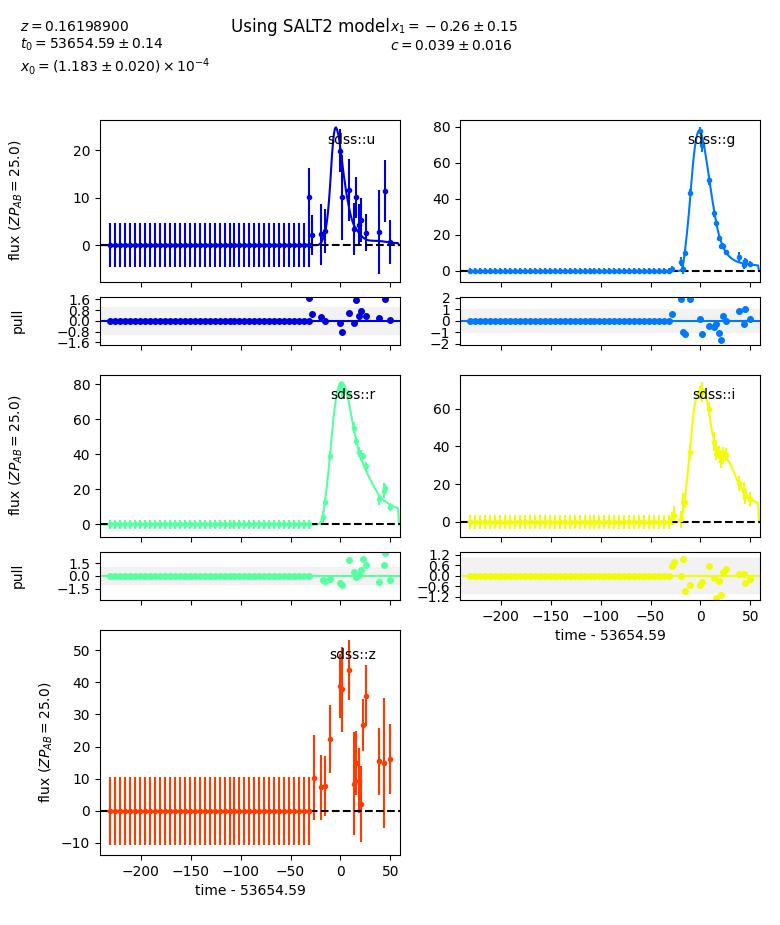 z = 0.16198900
Using SALT2 model
x₁ = −0.26 ± 0.15
t₀ = 53654.59 ± 0.14
c = 0.039 ± 0.016
x₀ = (1.183 ± 0.020) × 10⁻⁴
sdss::u
flux (ZP_AB = 25.0)
20
10
0
sdss::g
80
60
40
20
0
pull
1.6
0.8
0.0
−0.8
−1.6
2
1
0
−1
−2
sdss::r
flux (ZP_AB = 25.0)
80
60
40
20
0
sdss::i
60
40
20
0
pull
1.5
0.0
−1.5
1.2
0.6
0.0
−0.6
−1.2
−200 −150 −100 −50 0 50
time - 53654.59
sdss::z
flux (ZP_AB = 25.0)
50
40
30
20
10
0
−10
−200 −150 −100 −50 0 50
time - 53654.59